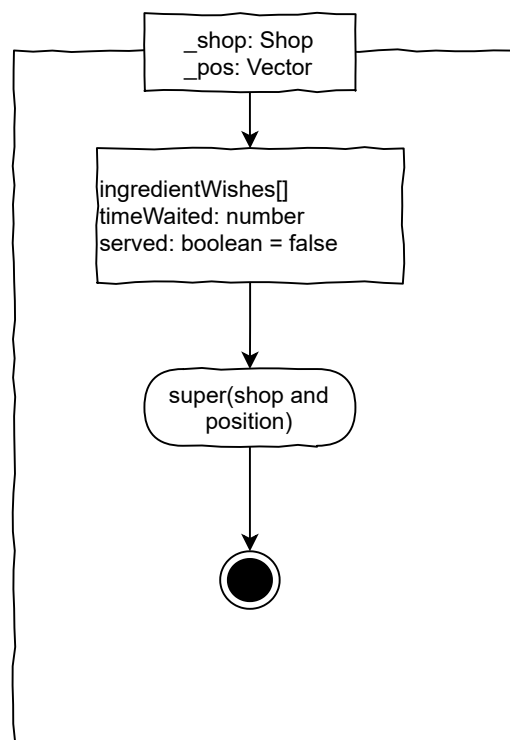 _shop: Shop
_pos: Vector
ingredientWishes[]
timeWaited: number
served: boolean = false
super(shop and
position)